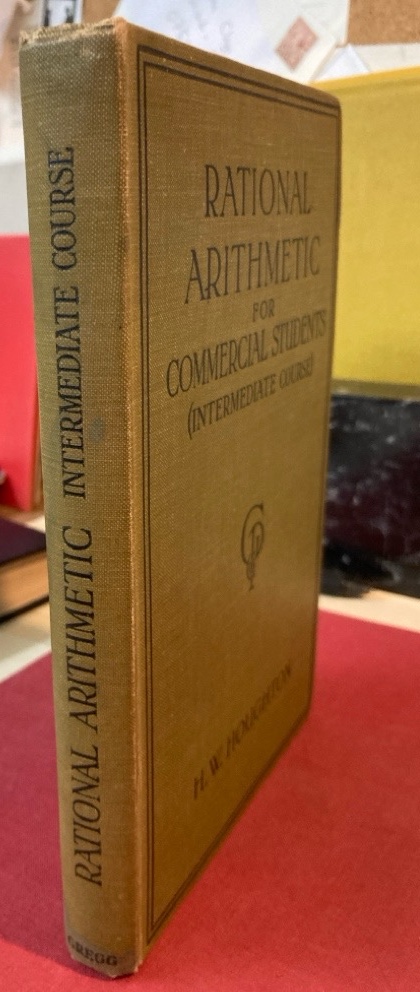 RATIONAL ARITHMETIC INTERMEDIATE COURSE
GREGG
RATIONAL
ARITHMETIC
FOR
COMMERCIAL STUDENTS
(INTERMEDIATE COURSE)
H. W. HOUGHTON